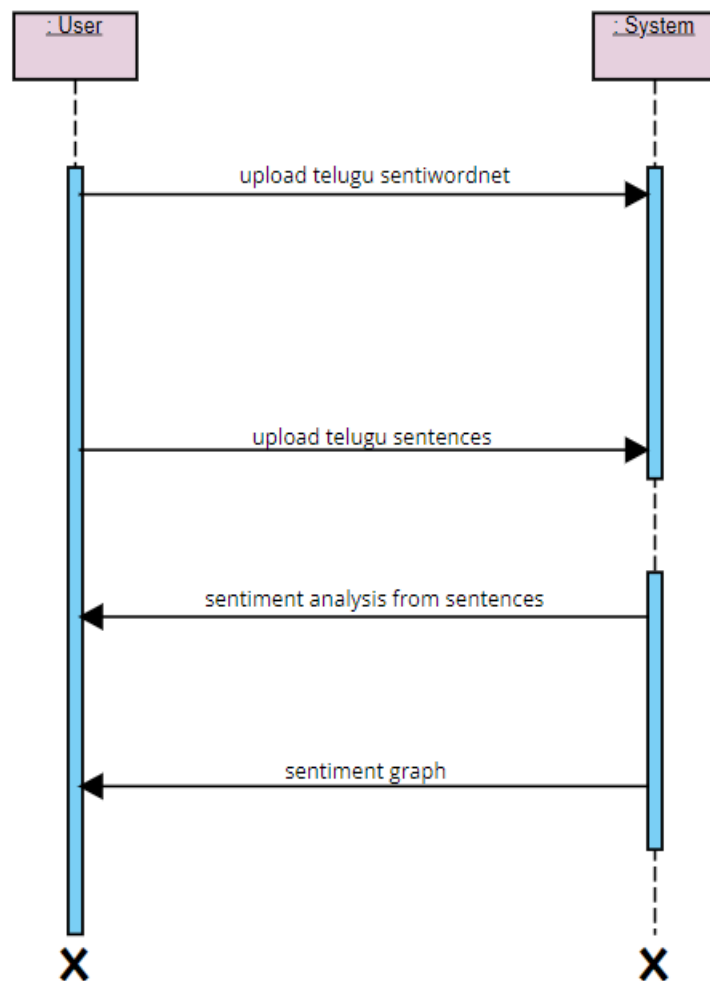 : User
: System
upload telugu sentiwordnet
upload telugu sentences
sentiment analysis from sentences
sentiment graph
X
X